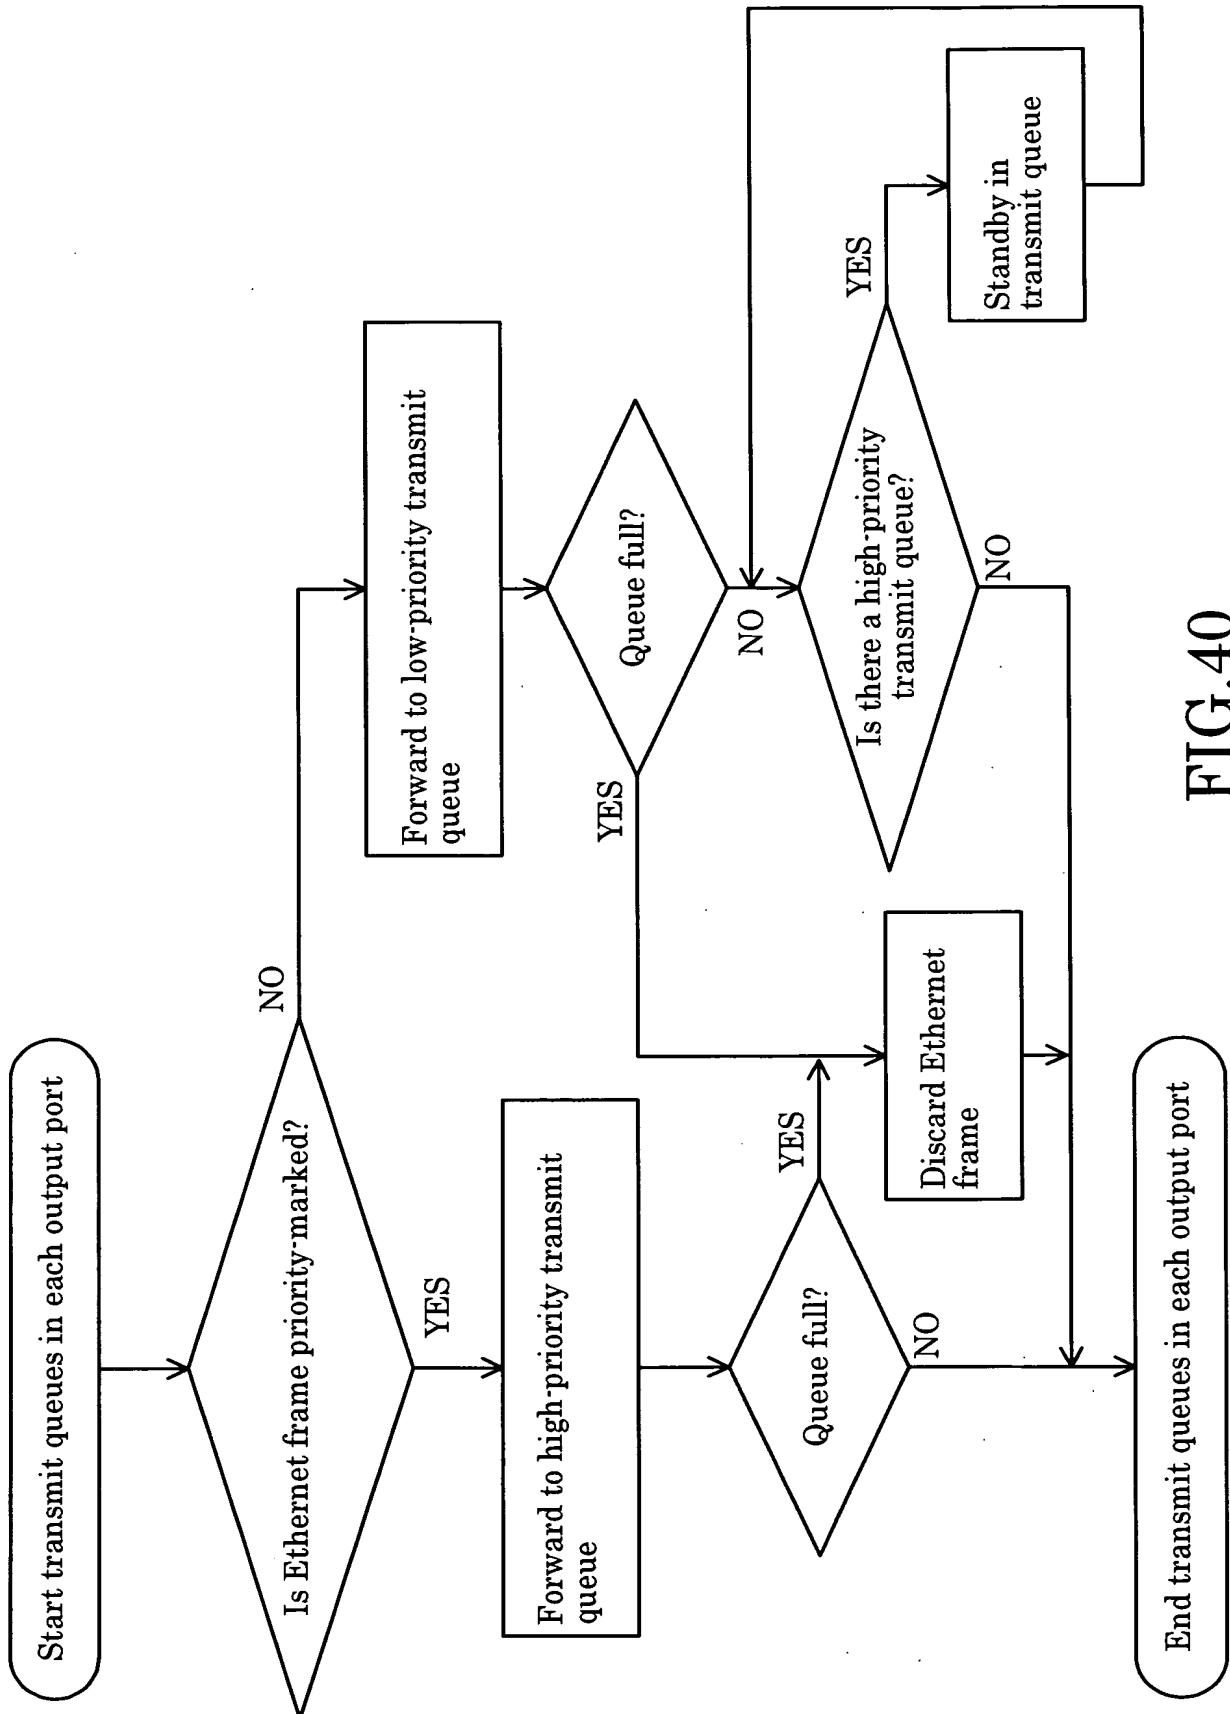 Start transmit queues in each output port
Is Ethernet frame priority-marked?
NO
YES
Forward to low-priority transmit
queue
Forward to high-priority transmit
queue
Queue full?
YES
NO
Queue full?
YES
NO
Is there a high-priority
transmit queue?
YES
NO
Standby in
transmit queue
Discard Ethernet
frame
End transmit queues in each output port
FIG.40